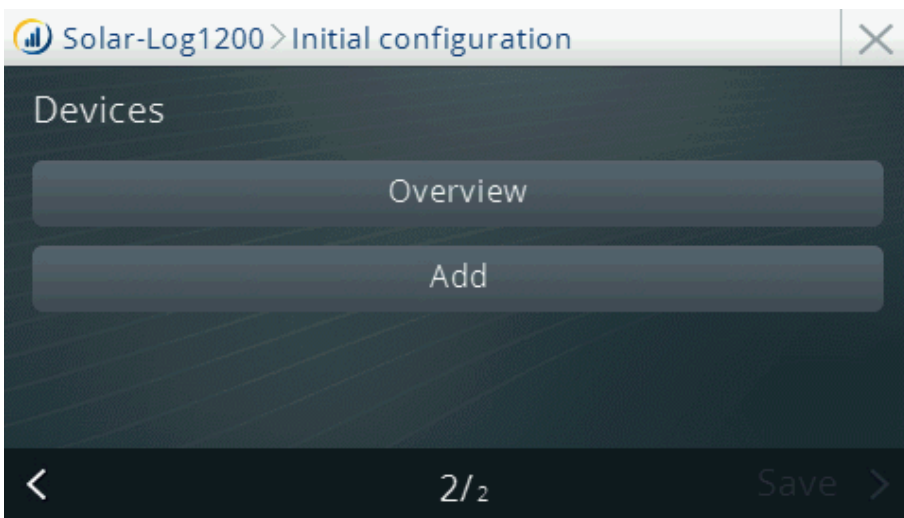 Solar-Log1200 > Initial configuration
Devices
Overview
Add
2/2
Save